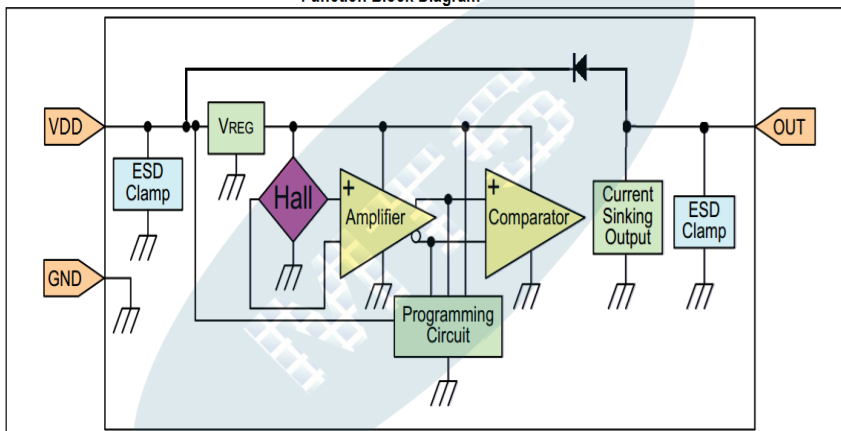 Function Block Diagram
VDD
VREG
OUT
ESD
Clamp
Hall
+
Amplifier
+
Comparator
Current
Sinking
Output
ESD
Clamp
GND
Programming
Circuit